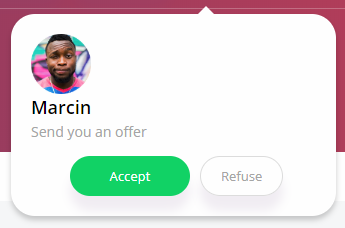 Marcin
Send you an offer
Accept
Refuse